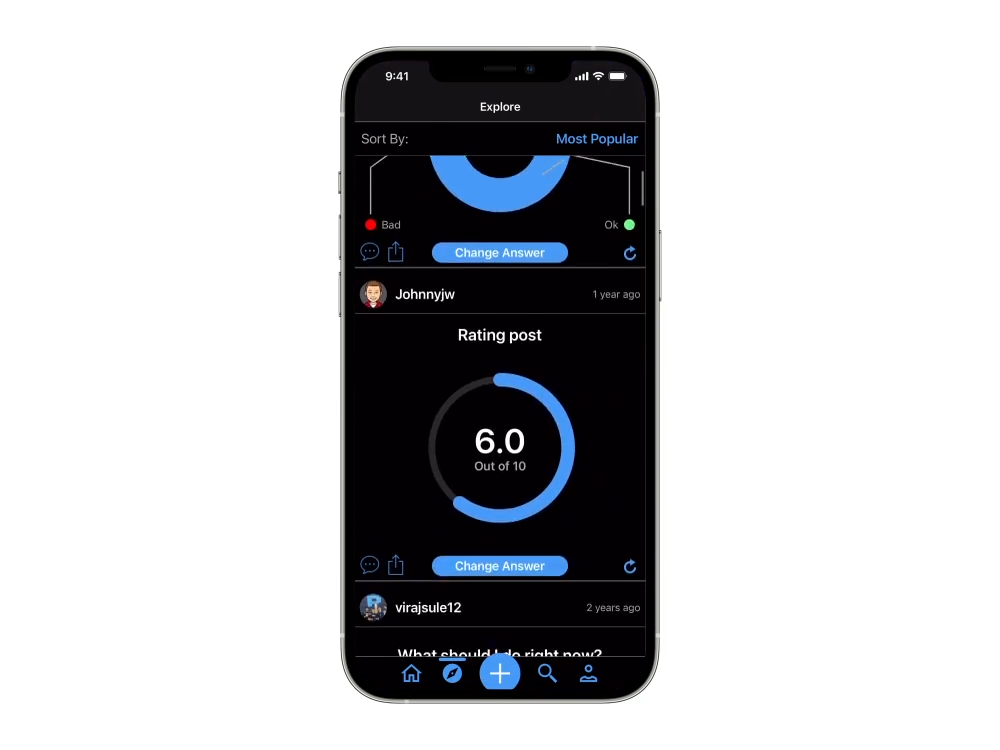 9:41
Explore
Sort By: Most Popular
Bad Ok
Change Answer
Johnnyjw 1 year ago
Rating post
6.0
Out of 10
Change Answer
virajsule12 2 years ago
What should I do right now?